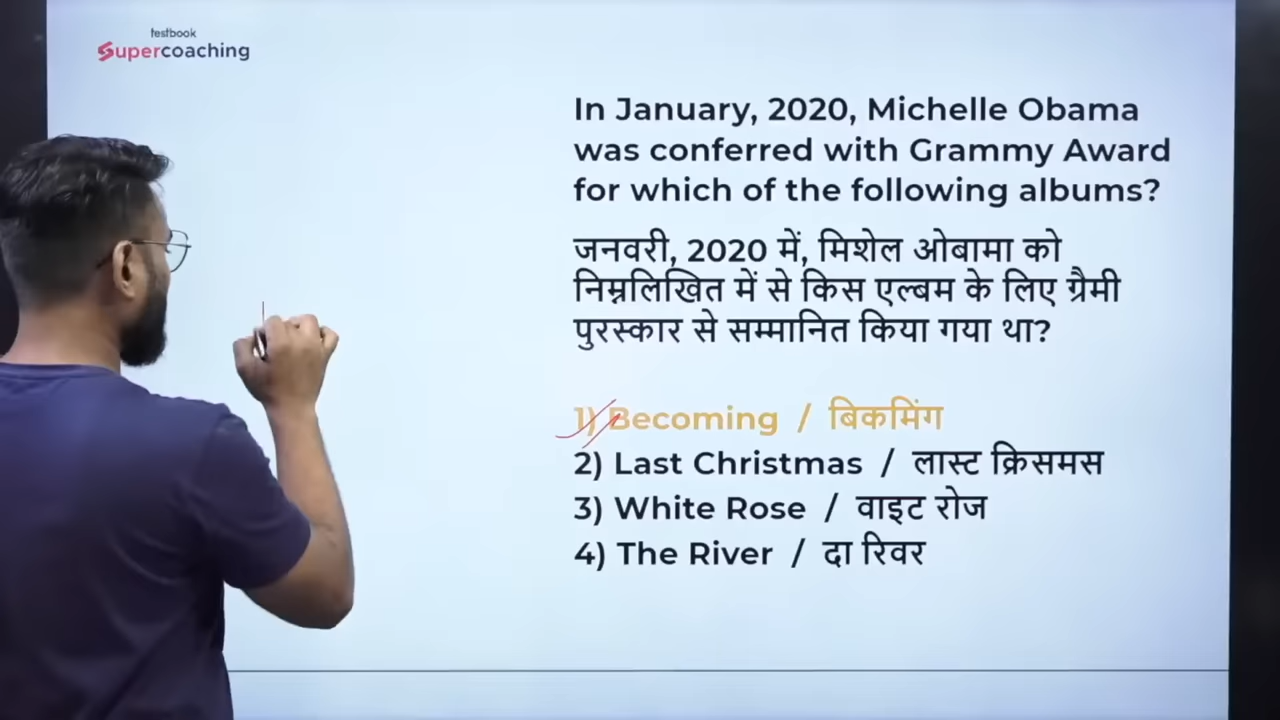 testbook
Supercoaching
In January, 2020, Michelle Obama
was conferred with Grammy Award
for which of the following albums?
जनवरी, 2020 में, मिशेल ओबामा को
निम्नलिखित में से किस एल्बम के लिए ग्रैमी
पुरस्कार से सम्मानित किया गया था?
1) Becoming / बिकमिंग
2) Last Christmas / लास्ट क्रिसमस
3) White Rose / वाइट रोज
4) The River / दा रिवर